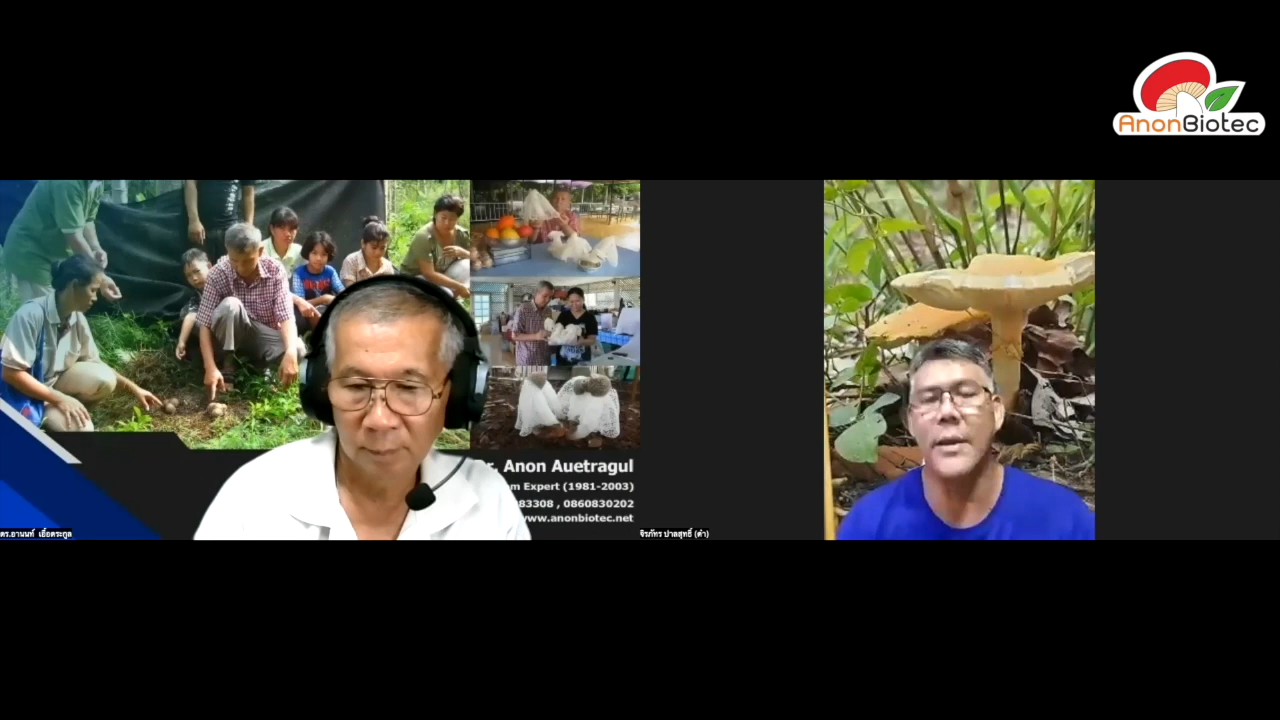 AnonBiotec
Dr. Anon Auetragul
Expert (1981-2003)
83308 , 0860830202
www.anonbiotec.net
ดร.อานนท์ เอื้อตระกูล
จิรภัทร ปาลสุทธิ์ (ดำ)